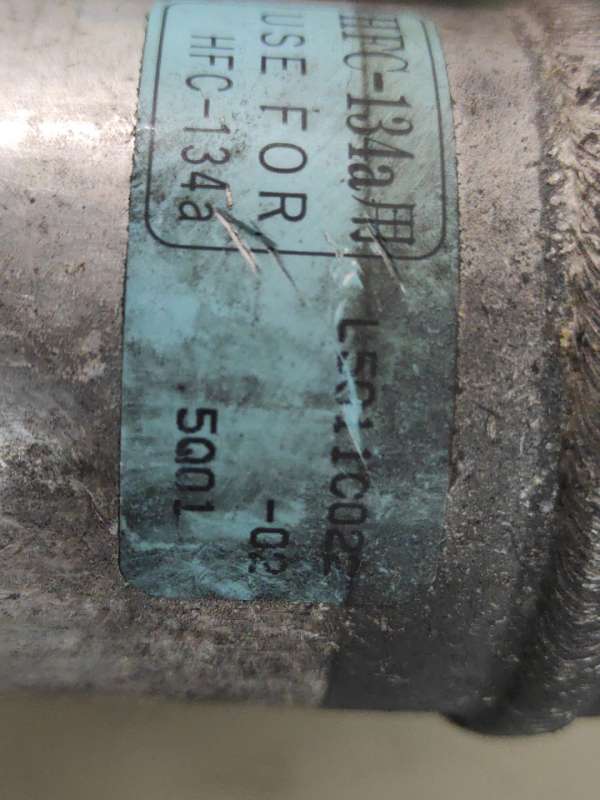 HFC-134a用
USE FOR
HFC-134a
-02
5Q01